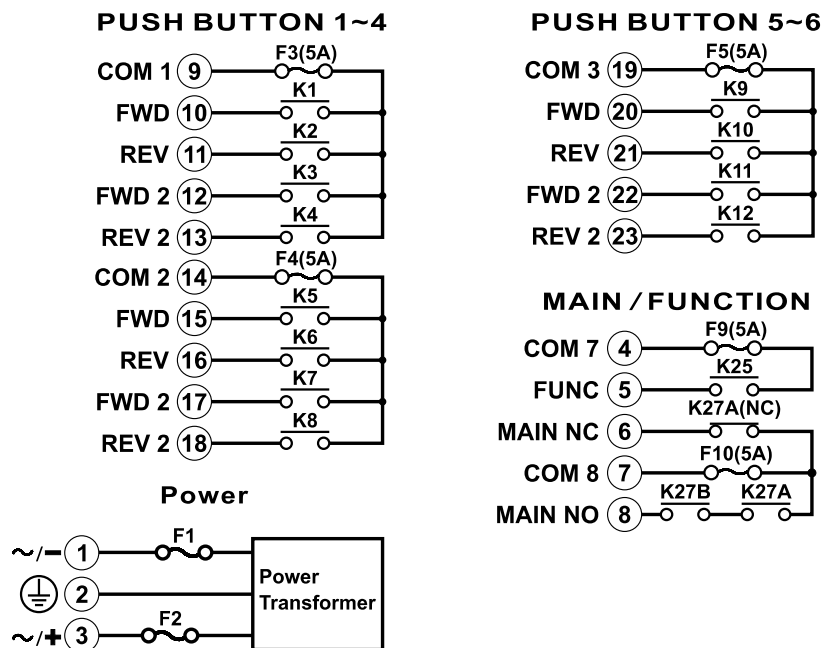 PUSH BUTTON 1~4
F3(5A)
COM 1 9
K1
FWD 10
K2
REV 11
K3
FWD 2 12
K4
REV 2 13
F4(5A)
COM 2 14
K5
FWD 15
K6
REV 16
K7
FWD 2 17
K8
REV 2 18
PUSH BUTTON 5~6
F5(5A)
COM 3 19
K9
FWD 20
K10
REV 21
K11
FWD 2 22
K12
REV 2 23
MAIN / FUNCTION
F9(5A)
COM 7 4
K25
FUNC 5
K27A(NC)
MAIN NC 6
F10(5A)
COM 8 7
K27B K27A
MAIN NO 8
Power
F1
~/- 1
2
F2
~/+ 3
Power
Transformer